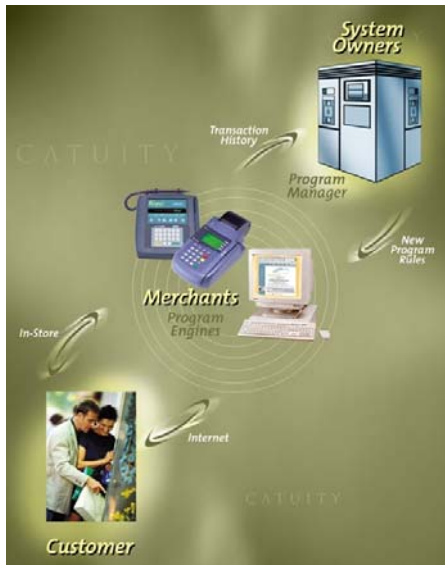 System
Owners
Transaction
History
CATUITY
Program
Manager
New
Program
Rules
Merchants
Program
Engines
In-Store
Internet
CATUITY
Customer